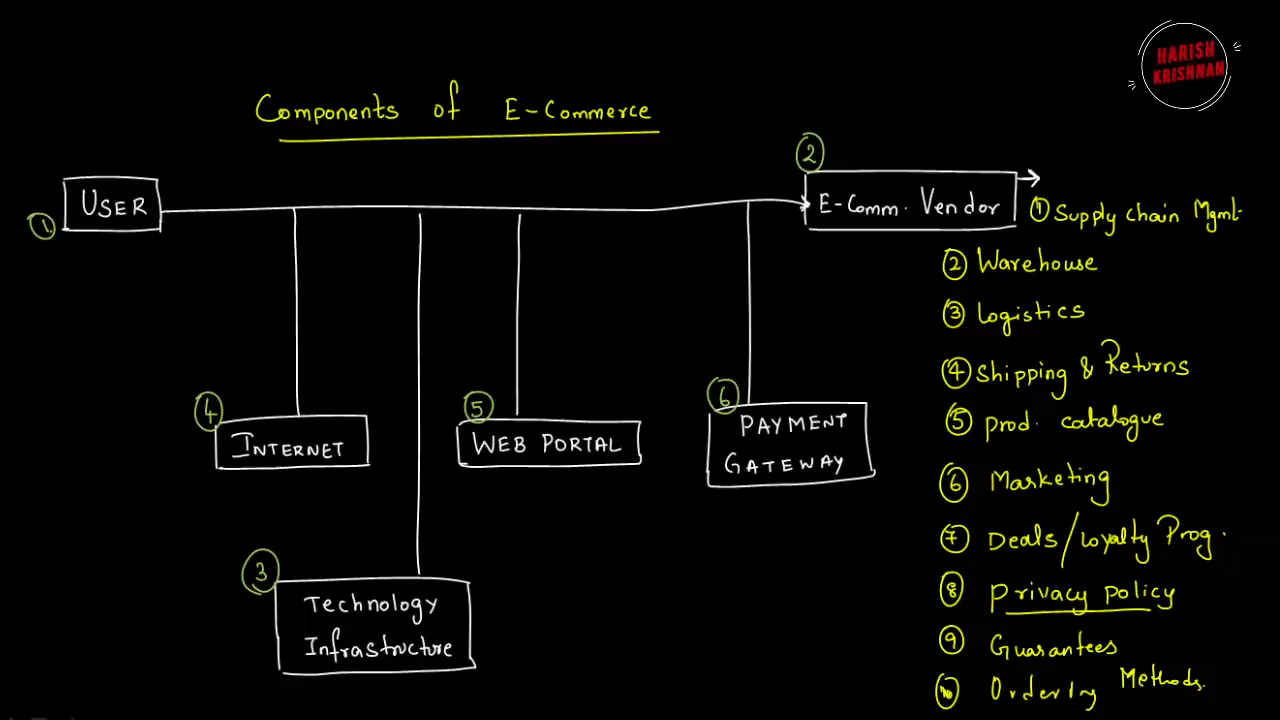 HARISH
KRISHNAN
Components of E-Commerce
② 
① USER
E-Comm. Vendor
① Supply chain Mgmt
② Warehouse
③ Logistics
④ Shipping & Returns
⑤ Prod. catalogue
⑥ Marketing
⑦ Deals/Loyalty Prog.
⑧ Privacy policy
⑨ Guarantees
⑩ Ordering Methods.
④ INTERNET
⑤ WEB PORTAL
⑥ PAYMENT
GATEWAY
③ Technology
Infrastructure